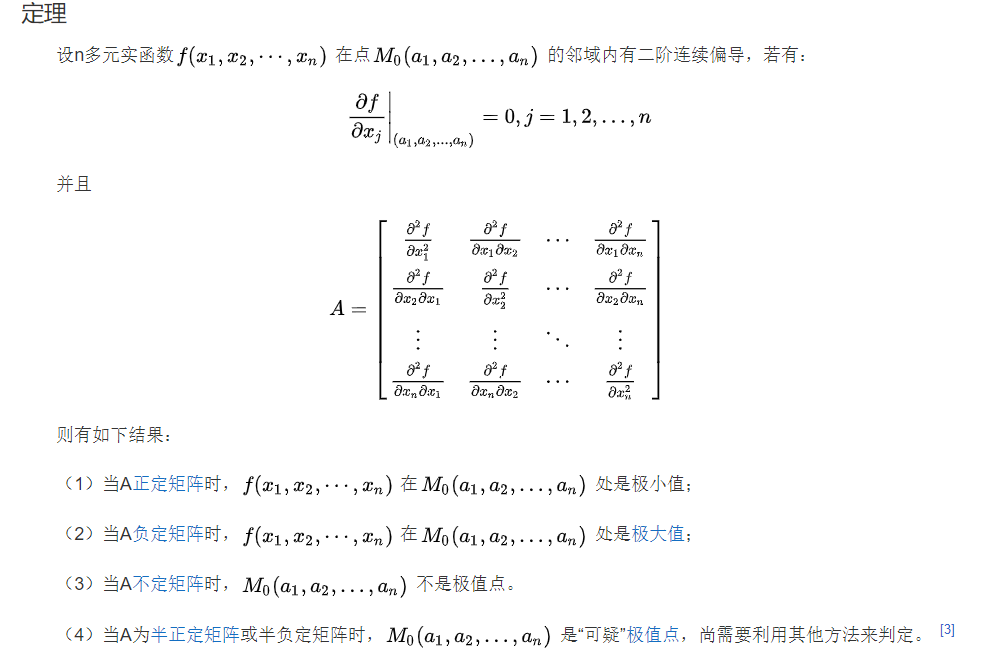 定理
设n多元实函数 $f(x_1, x_2, \cdots, x_n)$ 在点 $M_0(a_1, a_2, \ldots, a_n)$ 的邻域内有二阶连续偏导，若有：
$\left.\frac{\partial f}{\partial x_j}\right|_{(a_1, a_2, \ldots, a_n)} = 0, j = 1, 2, \ldots, n$
并且
$A = \begin{bmatrix} \frac{\partial^2 f}{\partial x_1^2} & \frac{\partial^2 f}{\partial x_1 \partial x_2} & \cdots & \frac{\partial^2 f}{\partial x_1 \partial x_n} \\ \frac{\partial^2 f}{\partial x_2 \partial x_1} & \frac{\partial^2 f}{\partial x_2^2} & \cdots & \frac{\partial^2 f}{\partial x_2 \partial x_n} \\ \vdots & \vdots & \ddots & \vdots \\ \frac{\partial^2 f}{\partial x_n \partial x_1} & \frac{\partial^2 f}{\partial x_n \partial x_2} & \cdots & \frac{\partial^2 f}{\partial x_n^2} \end{bmatrix}$
则有如下结果：
（1）当A正定矩阵时， $f(x_1, x_2, \cdots, x_n)$ 在 $M_0(a_1, a_2, \ldots, a_n)$ 处是极小值；
（2）当A负定矩阵时， $f(x_1, x_2, \cdots, x_n)$ 在 $M_0(a_1, a_2, \ldots, a_n)$ 处是极大值；
（3）当A不定矩阵时， $M_0(a_1, a_2, \ldots, a_n)$ 不是极值点。
（4）当A为半正定矩阵或半负定矩阵时， $M_0(a_1, a_2, \ldots, a_n)$ 是“可疑”极值点，尚需要利用其他方法来判定。 [3]